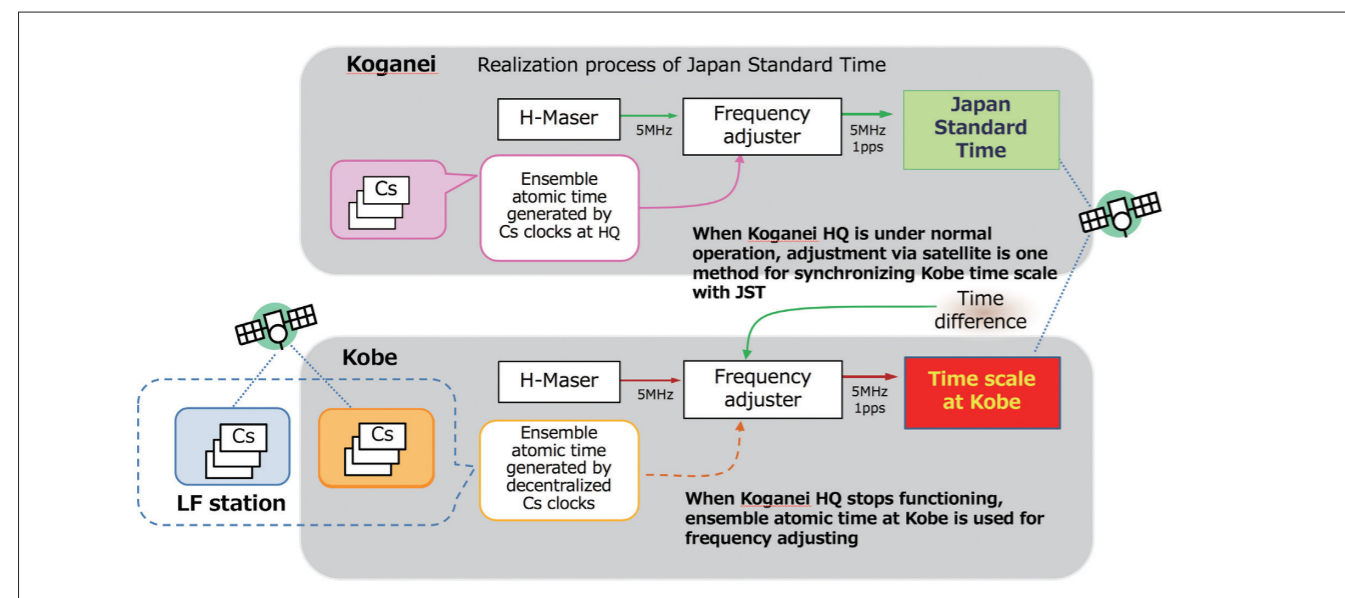 Koganei
Realization process of Japan Standard Time
H-Maser
5MHz
Frequency
adjuster
5MHz
1pps
Japan
Standard
Time
Cs
Ensemble
atomic time
generated by
Cs clocks at HQ
When Koganei HQ is under normal
operation, adjustment via satellite is one
method for synchronizing Kobe time scale
with JST
Time
difference
Kobe
H-Maser
5MHz
Frequency
adjuster
5MHz
1pps
Time scale
at Kobe
Cs
Cs
LF station
Ensemble
atomic time
generated by
decentralized
Cs clocks
When Koganei HQ stops functioning,
ensemble atomic time at Kobe is used for
frequency adjusting